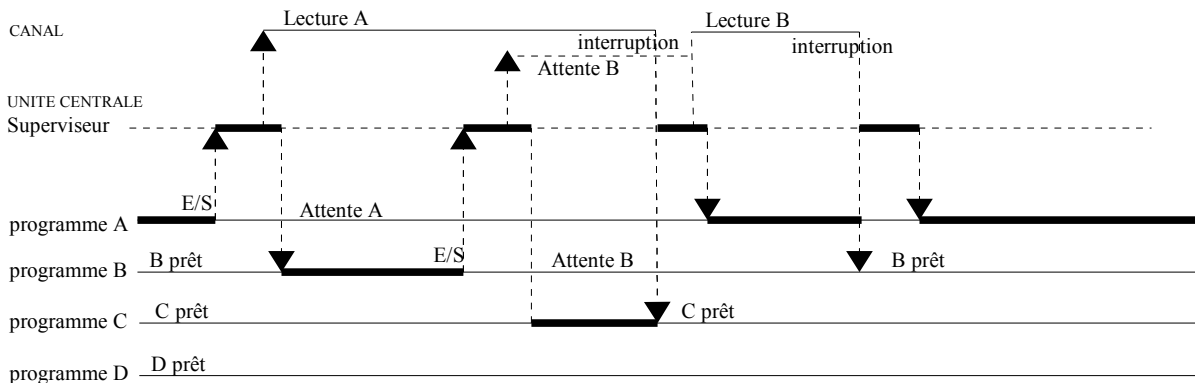 Lecture A
Lecture B
CANAL
interruption
interruption
Attente B
UNITE CENTRALE
Superviseur
E/S
Attente A
programme A
B prêt
E/S
Attente B
B prêt
programme B
C prêt
C prêt
programme C
D prêt
programme D